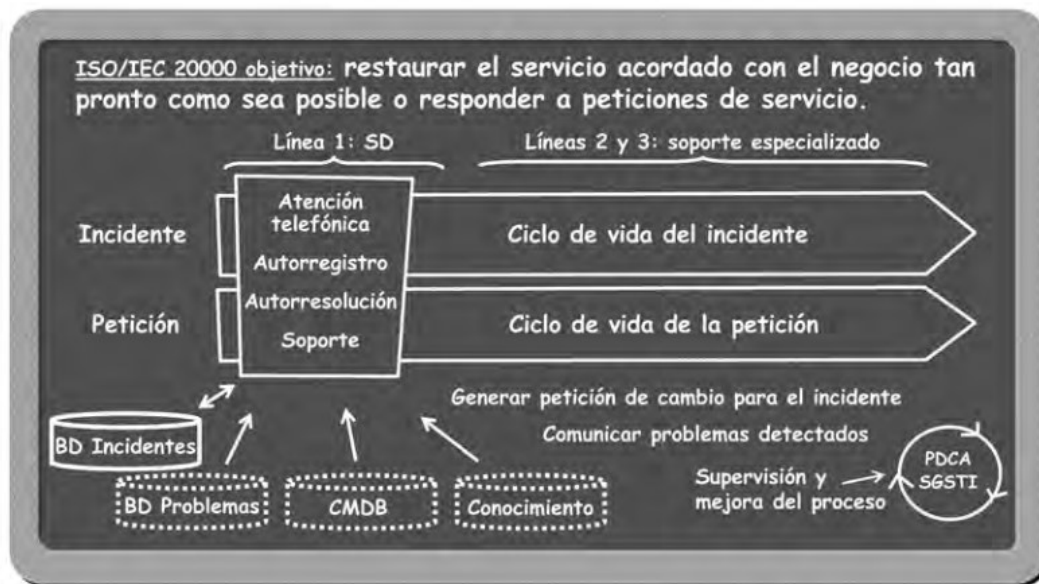 ISO/IEC 20000 objetivo: restaurar el servicio acordado con el negocio tan
pronto como sea posible o responder a peticiones de servicio.
Línea 1: SD
Líneas 2 y 3: soporte especializado
Incidente
Atención
telefónica
Autorregistro
Ciclo de vida del incidente
Petición
Autorresolución
Soporte
Ciclo de vida de la petición
Generar petición de cambio para el incidente
Comunicar problemas detectados
BD Incidentes
BD Problemas
CMDB
Conocimiento
Supervisión y
mejora del proceso
PDCA
SGSTI